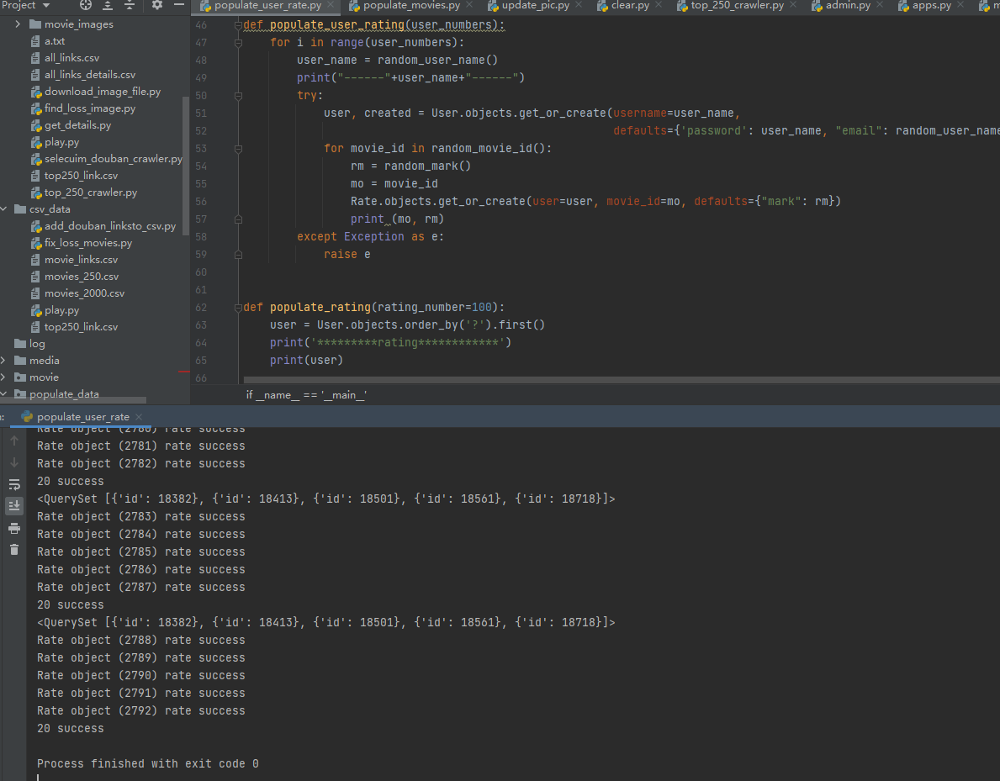 Project
populate_user_rate.py
populate_movies.py
update_pic.py
clear.py
top_250_crawler.py
admin.py
apps.py
movie_images
a.txt
all_links.csv
all_links_details.csv
download_image_file.py
find_loss_image.py
get_details.py
play.py
selecuim_douban_crawler.py
top250_link.csv
top_250_crawler.py
csv_data
add_douban_linksto_csv.py
fix_loss_movies.py
movie_links.csv
movies_250.csv
movies_2000.csv
play.py
top250_link.csv
log
media
movie
populate_data
46 def populate_user_rating(user_numbers):
47 for i in range(user_numbers):
48 user_name = random_user_name()
49 print("------"+user_name+"------")
50 try:
51 user, created = User.objects.get_or_create(username=user_name,
52 defaults={'password': user_name, "email": random_user_name
53 for movie_id in random_movie_id():
54 rm = random_mark()
55 mo = movie_id
56 Rate.objects.get_or_create(user=user, movie_id=mo, defaults={"mark": rm})
57 print (mo, rm)
58 except Exception as e:
59 raise e
60
61
62 def populate_rating(rating_number=100):
63 user = User.objects.order_by('?').first()
64 print('*********rating************')
65 print(user)
66
if __name__ == '__main__'
populate_user_rate
Rate object (2780) rate success
Rate object (2781) rate success
Rate object (2782) rate success
20 success
<QuerySet [{'id': 18382}, {'id': 18413}, {'id': 18501}, {'id': 18561}, {'id': 18718}]>
Rate object (2783) rate success
Rate object (2784) rate success
Rate object (2785) rate success
Rate object (2786) rate success
Rate object (2787) rate success
20 success
<QuerySet [{'id': 18382}, {'id': 18413}, {'id': 18501}, {'id': 18561}, {'id': 18718}]>
Rate object (2788) rate success
Rate object (2789) rate success
Rate object (2790) rate success
Rate object (2791) rate success
Rate object (2792) rate success
20 success
Process finished with exit code 0